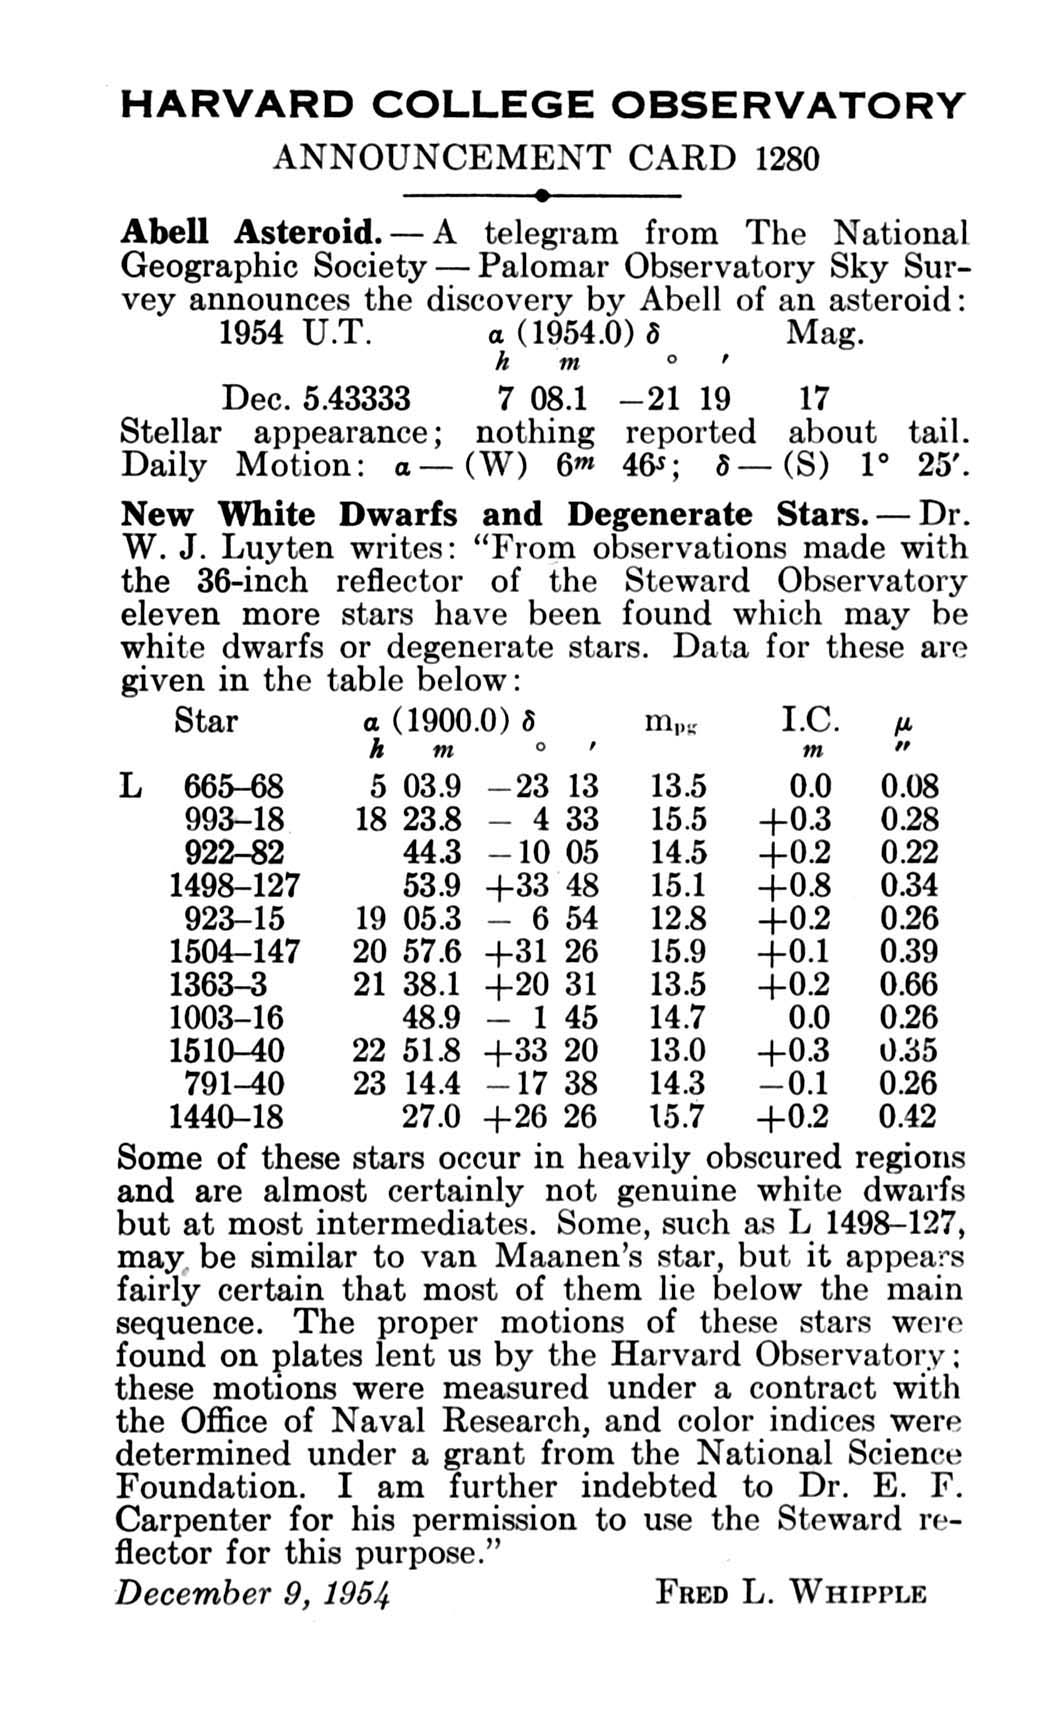 HARVARD COLLEGE OBSERVATORY
ANNOUNCEMENT CARD 1280
Abell Asteroid. — A telegram from The National
Geographic Society — Palomar Observatory Sky Sur-
vey announces the discovery by Abell of an asteroid:
1954 U.T. α (1954.0) δ Mag.
h m ° ′
Dec. 5.43333 7 08.1 —21 19 17
Stellar appearance; nothing reported about tail.
Daily Motion: α — (W) 6m 46s; δ — (S) 1° 25′.
New White Dwarfs and Degenerate Stars. — Dr.
W. J. Luyten writes: “From observations made with
the 36-inch reflector of the Steward Observatory
eleven more stars have been found which may be
white dwarfs or degenerate stars. Data for these are
given in the table below:
Star α (1900.0) δ mpg I.C. μ
h m ° ′ m ″
L 665–68 5 03.9 —23 13 13.5 0.0 0.08
993–18 18 23.8 — 4 33 15.5 +0.3 0.28
922–82 44.3 —10 05 14.5 +0.2 0.22
1498–127 53.9 +33 48 15.1 +0.8 0.34
923–15 19 05.3 — 6 54 12.8 +0.2 0.26
1504–147 20 57.6 +31 26 15.9 +0.1 0.39
1363–3 21 38.1 +20 31 13.5 +0.2 0.66
1003–16 48.9 — 1 45 14.7 0.0 0.26
1510–40 22 51.8 +33 20 13.0 +0.3 0.35
791–40 23 14.4 —17 38 14.3 —0.1 0.26
1440–18 27.0 +26 26 15.7 +0.2 0.42
Some of these stars occur in heavily obscured regions
and are almost certainly not genuine white dwarfs
but at most intermediates. Some, such as L 1498–127,
may be similar to van Maanen’s star, but it appears
fairly certain that most of them lie below the main
sequence. The proper motions of these stars were
found on plates lent us by the Harvard Observatory;
these motions were measured under a contract with
the Office of Naval Research, and color indices were
determined under a grant from the National Science
Foundation. I am further indebted to Dr. E. F.
Carpenter for his permission to use the Steward re-
flector for this purpose.”
December 9, 1954 FRED L. WHIPPLE